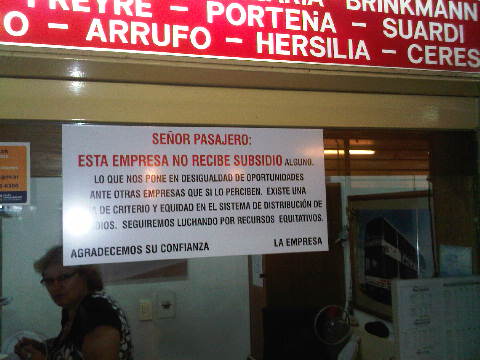 FREYRE – PORTEÑA – SUARDI
BRINKMANN
O – ARRUFO – HERSILIA – CERES
SEÑOR PASAJERO:
ESTA EMPRESA NO RECIBE SUBSIDIO ALGUNO.
LO QUE NOS PONE EN DESIGUALDAD DE OPORTUNIDADES
ANTE OTRAS EMPRESAS QUE SI LO PERCIBEN. EXISTE UNA
DE CRITERIO Y EQUIDAD EN EL SISTEMA DE DISTRIBUCIÓN DE
DIOS. SEGUIREMOS LUCHANDO POR RECURSOS EQUITATIVOS.
AGRADECEMOS SU CONFIANZA LA EMPRESA